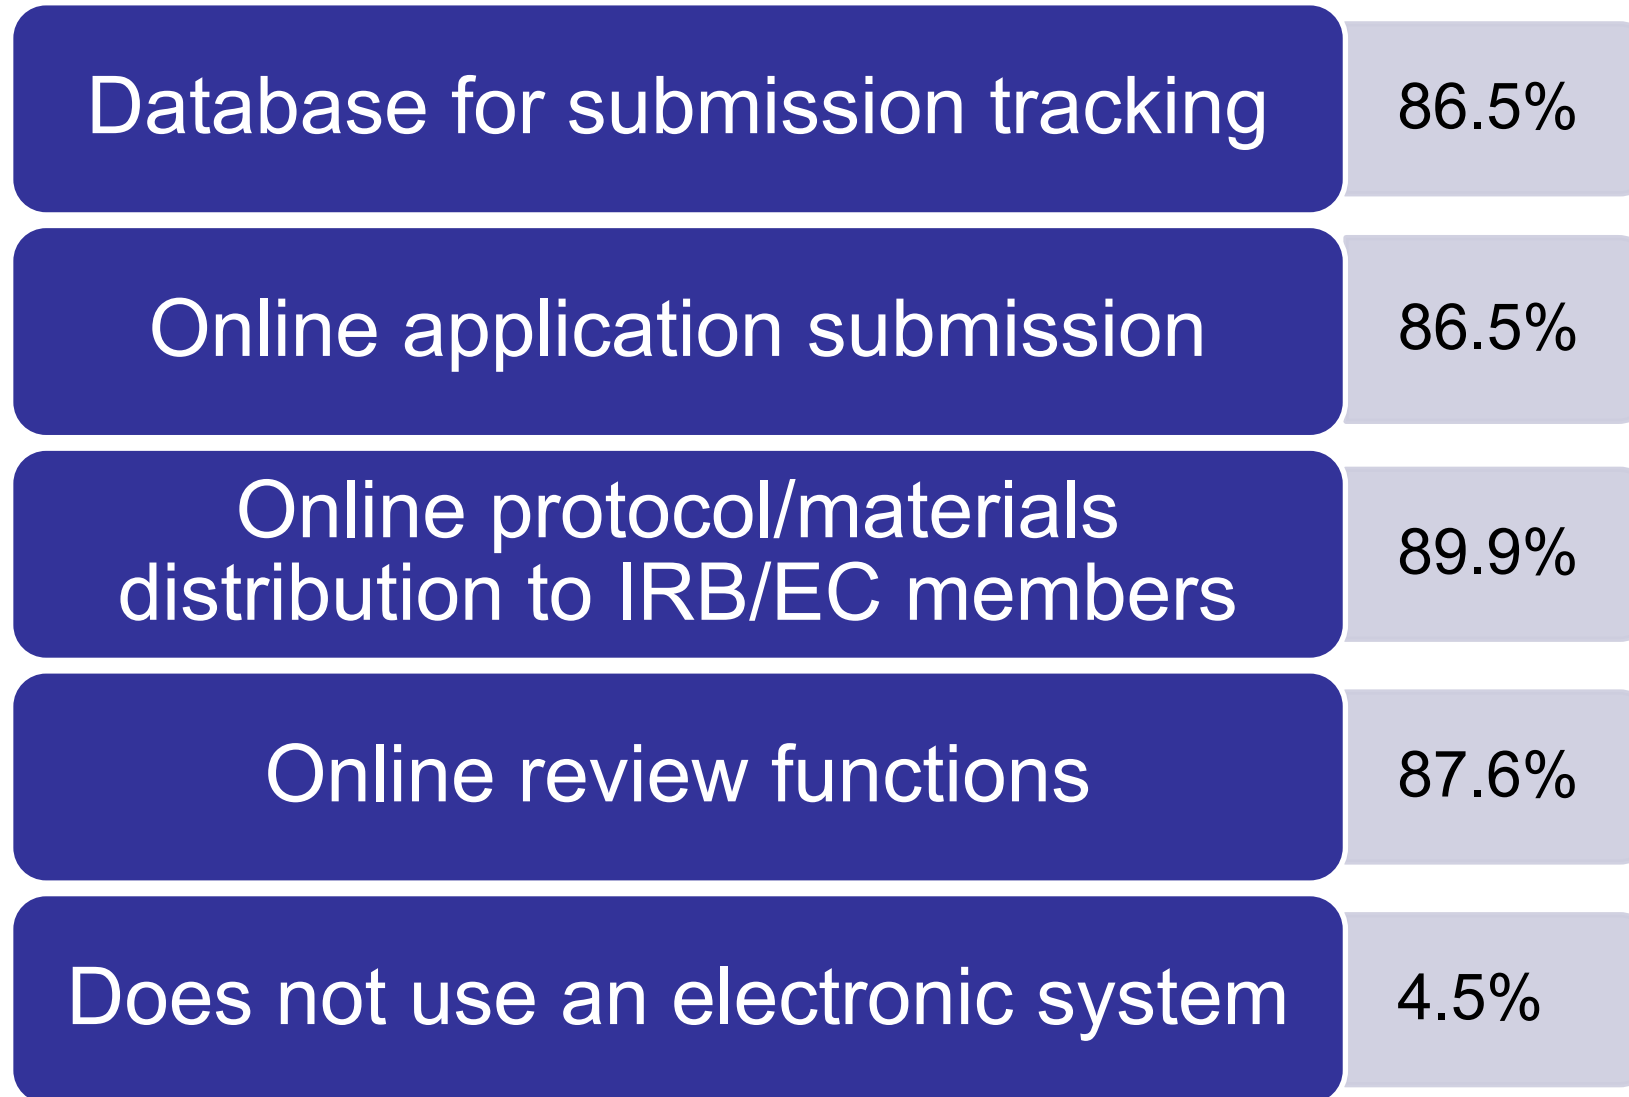 Database for submission tracking
86.5%
Online application submission
86.5%
Online protocol/materials
distribution to IRB/EC members
89.9%
Online review functions
87.6%
Does not use an electronic system
4.5%